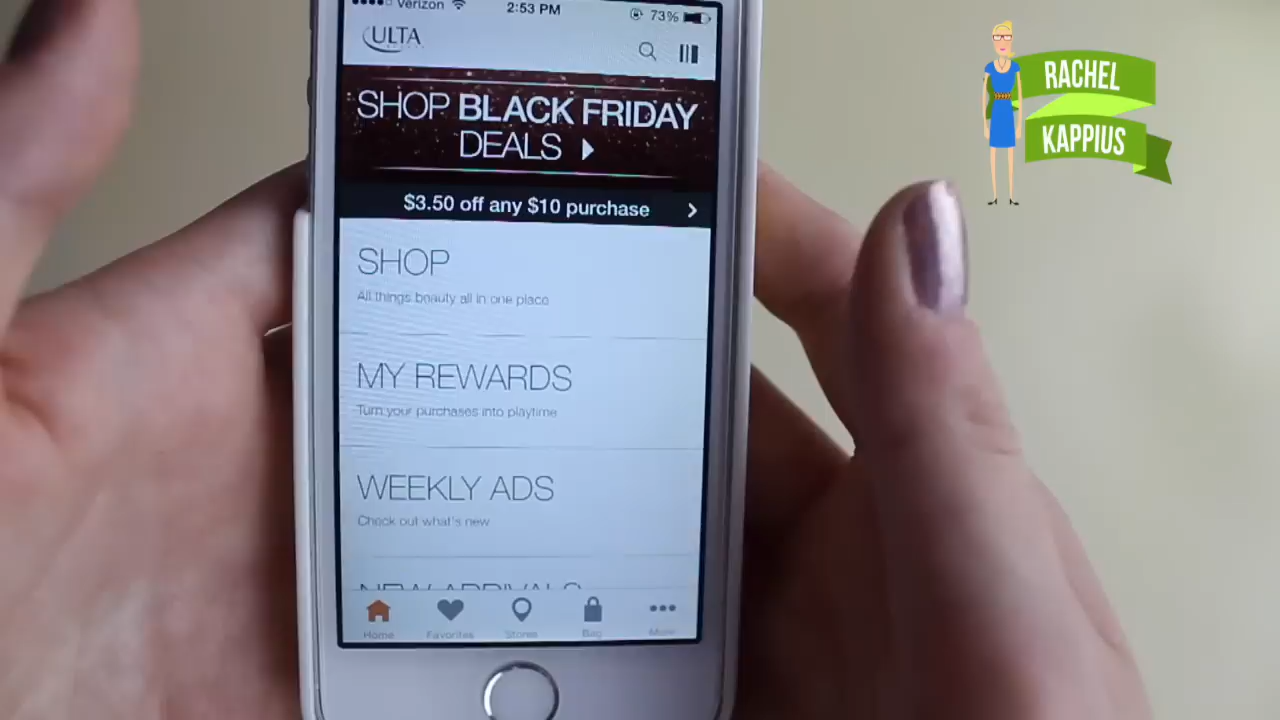 Verizon 2:53 PM 73%
ULTA
SHOP BLACK FRIDAY
DEALS
$3.50 off any $10 purchase
SHOP
All things beauty all in one place
MY REWARDS
Turn your purchases into playtime
WEEKLY ADS
Check out what's new
NEW ARRIVALS
Home Favorites Stores Bag More
RACHEL
KAPPIUS